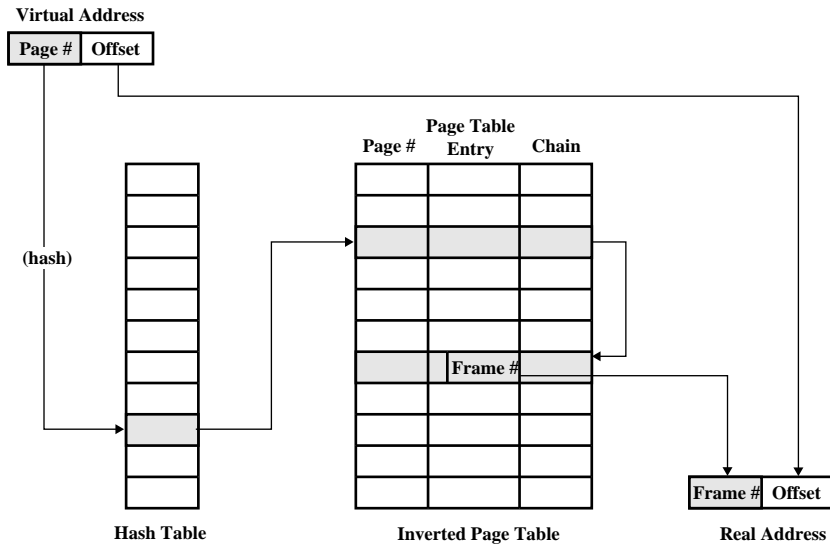 Virtual Address
Page # Offset
Page Table
Page # Entry Chain
(hash)
Frame #
Frame # Offset
Hash Table Inverted Page Table Real Address